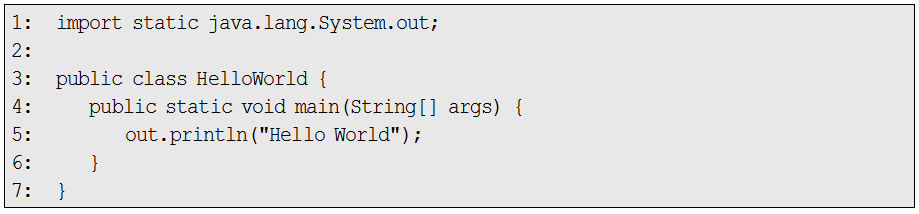 1: import static java.lang.System.out;
2:
3: public class HelloWorld {
4:    public static void main(String[] args) {
5:       out.println("Hello World");
6:    }
7: }